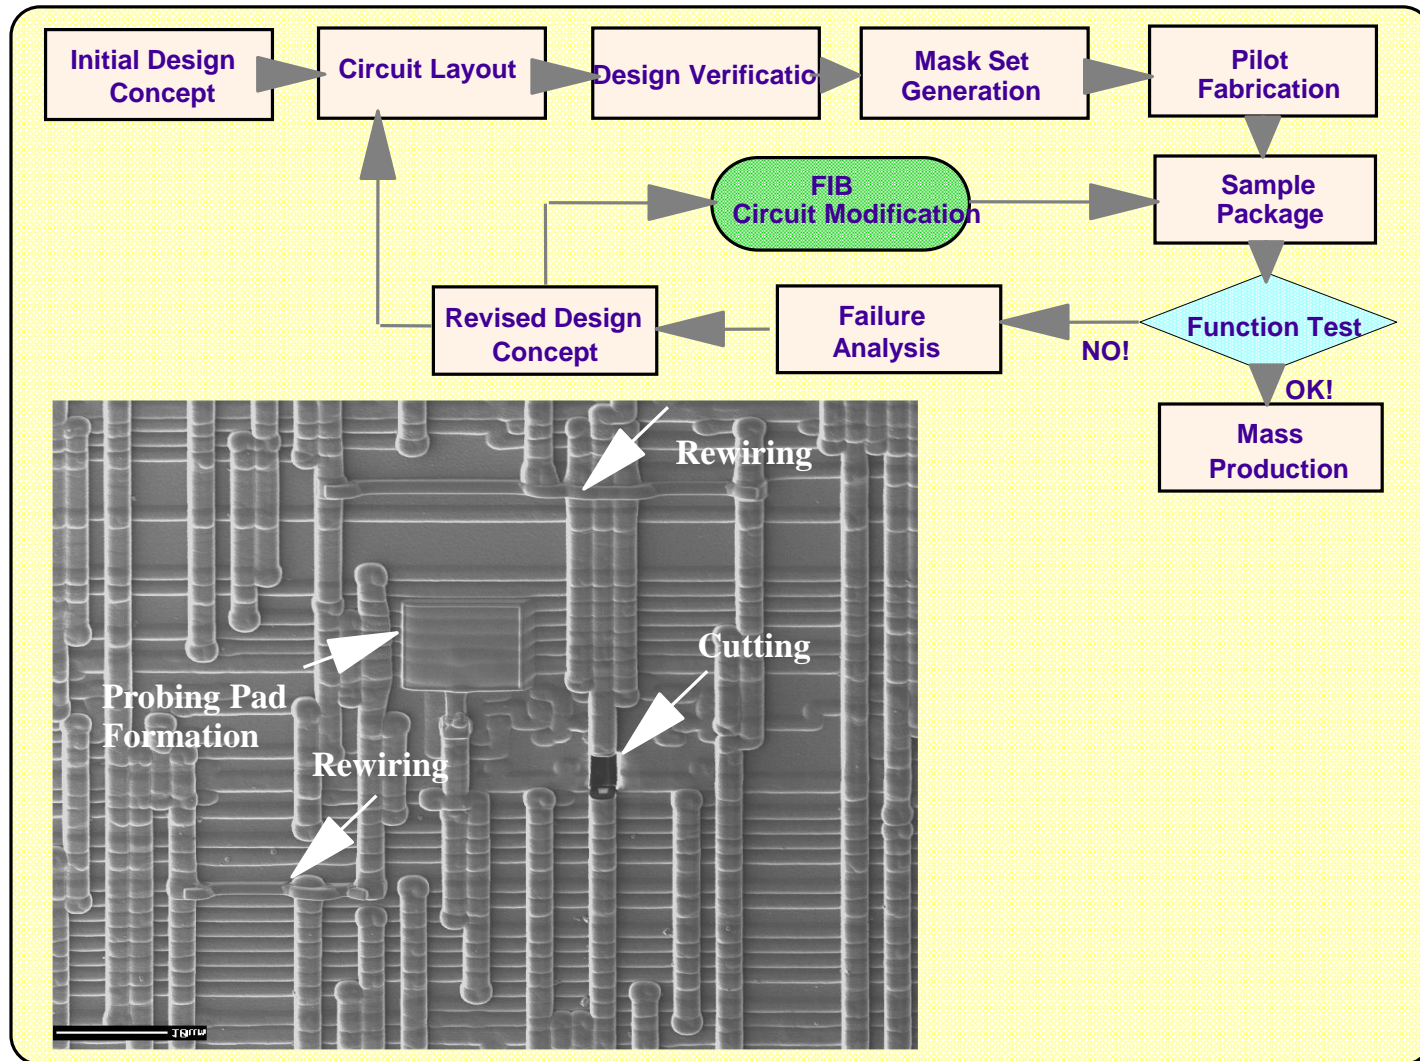 Initial Design
Concept
Circuit Layout
Design Verificatio
Mask Set
Generation
Pilot
Fabrication
FIB
Circuit Modification
Sample
Package
Revised Design
Concept
Failure
Analysis
NO!
Function Test
OK!
Mass
Production
Rewiring
Cutting
Probing Pad
Formation
Rewiring
10μm